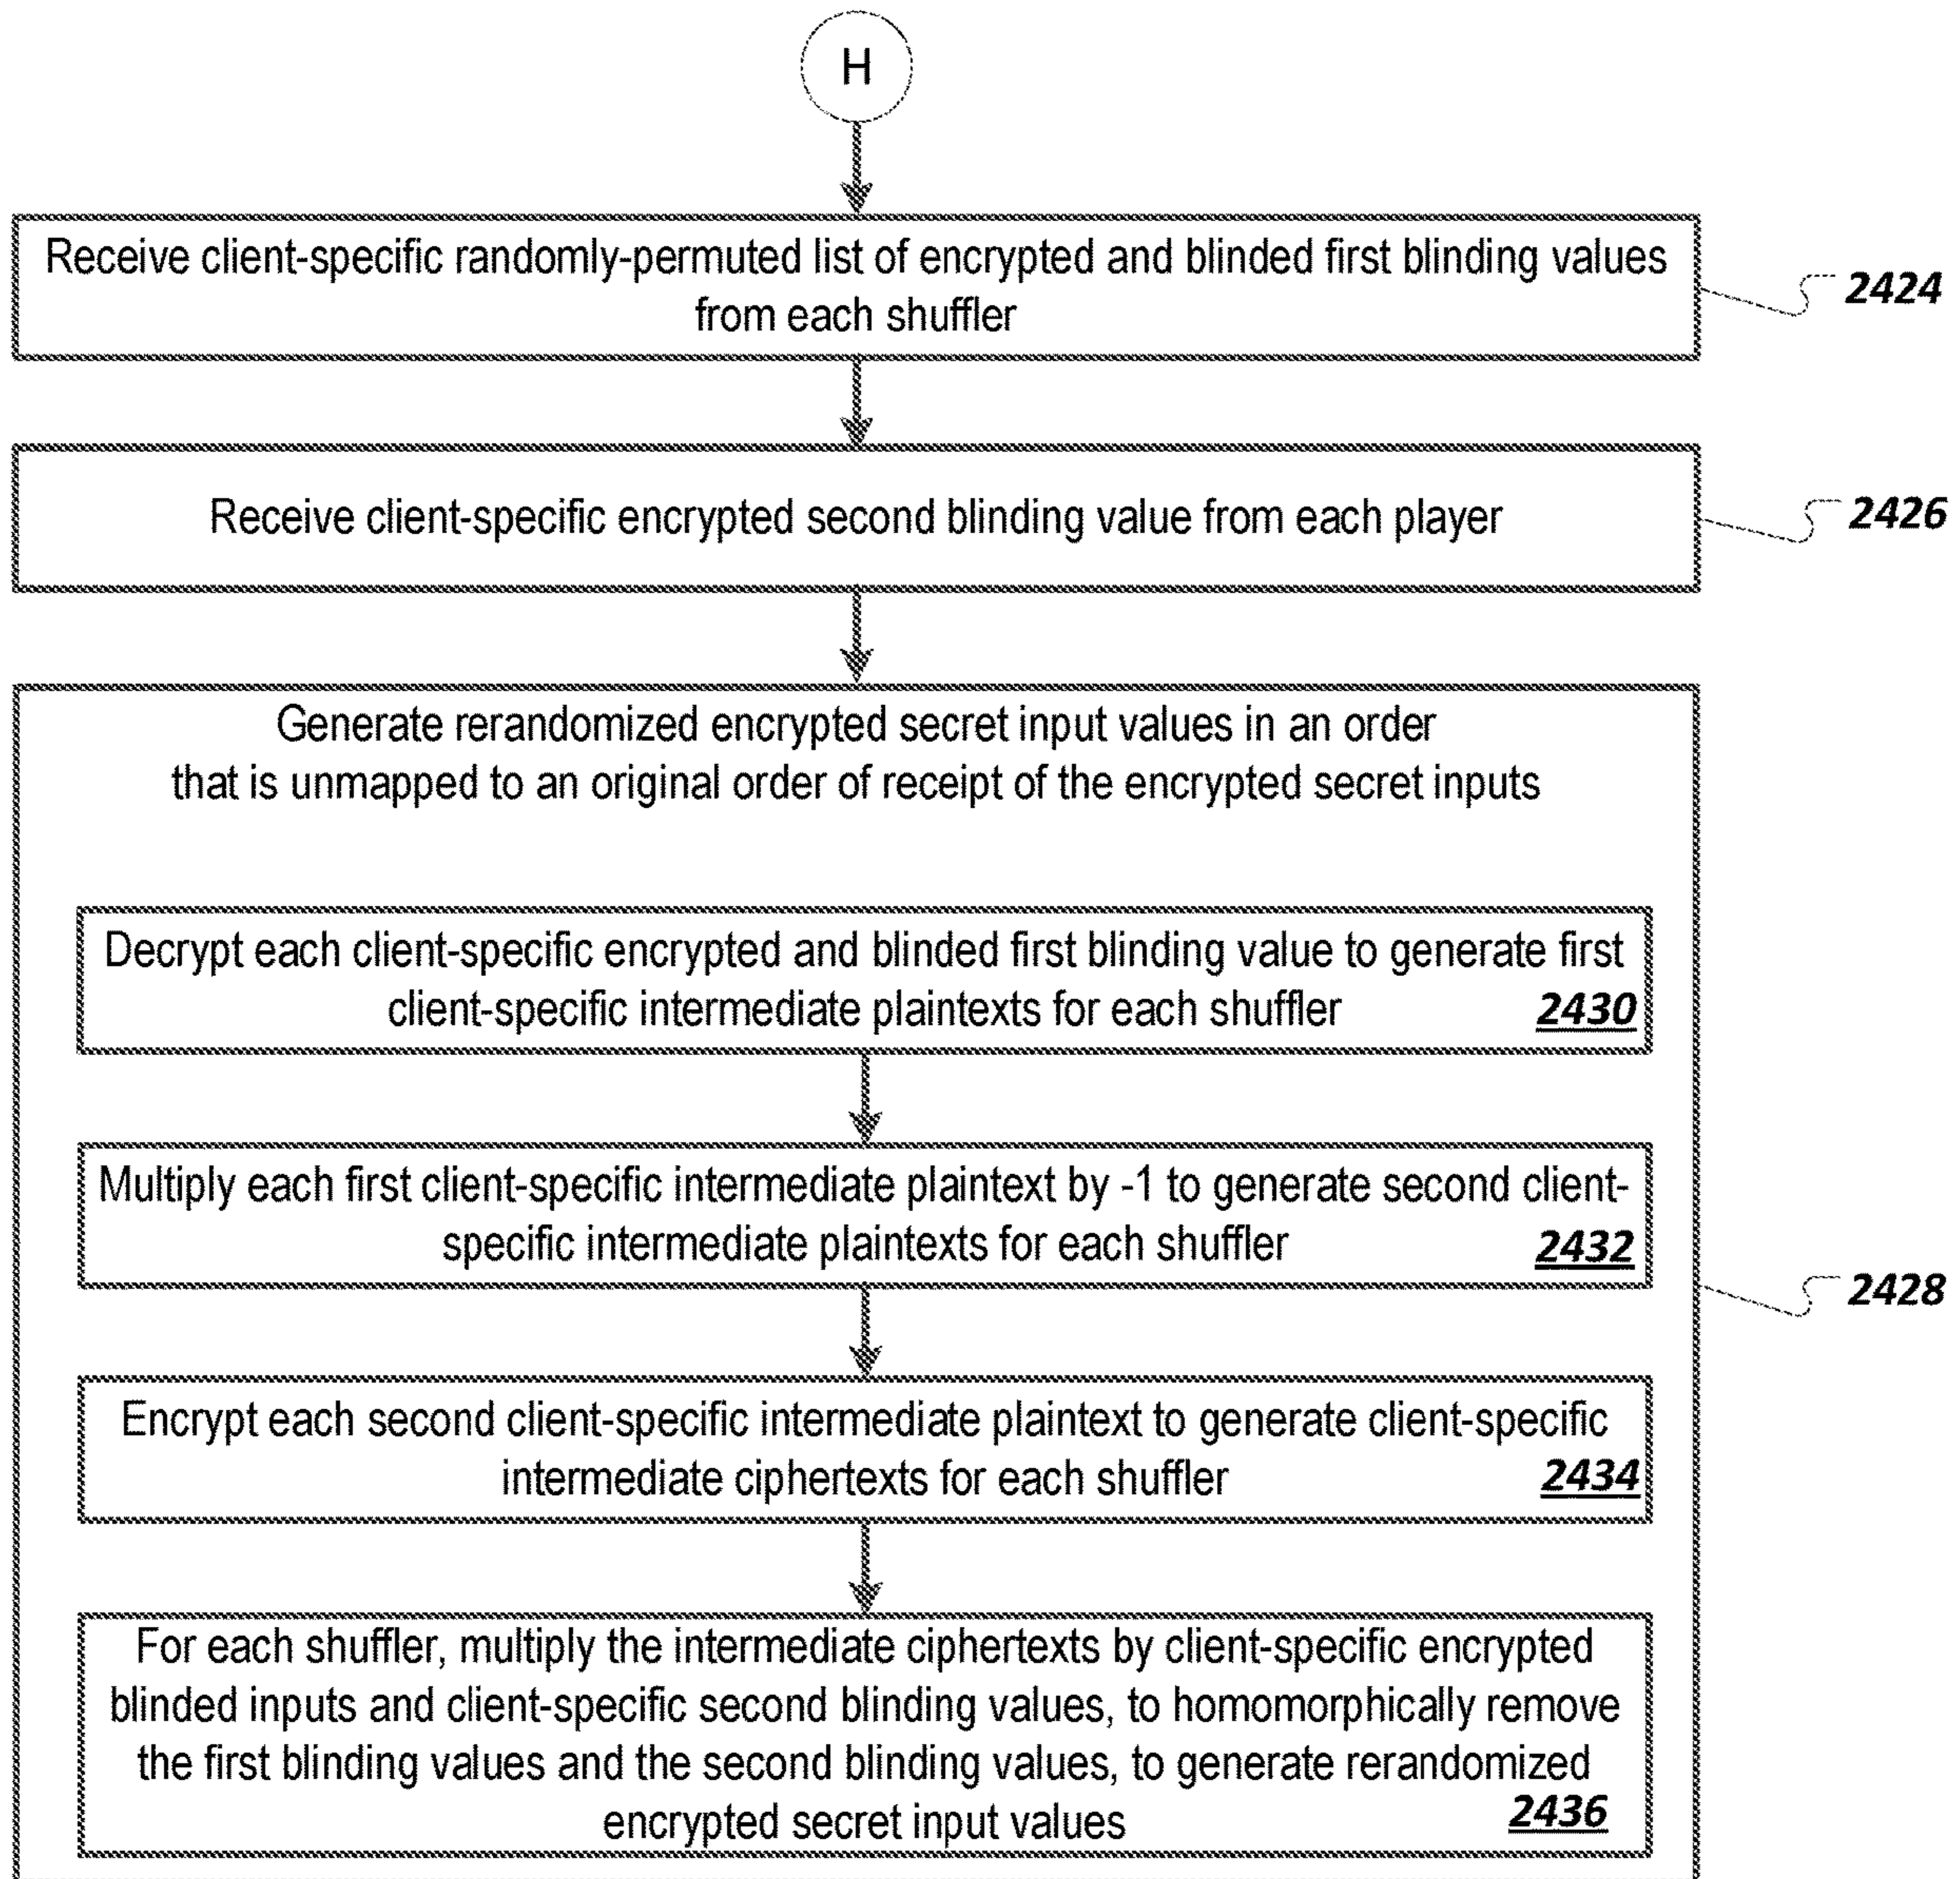 H
Receive client-specific randomly-permuted list of encrypted and blinded first blinding values
from each shuffler
2424
Receive client-specific encrypted second blinding value from each player
2426
Generate rerandomized encrypted secret input values in an order
that is unmapped to an original order of receipt of the encrypted secret inputs
Decrypt each client-specific encrypted and blinded first blinding value to generate first
client-specific intermediate plaintexts for each shuffler 2430
Multiply each first client-specific intermediate plaintext by -1 to generate second client-
specific intermediate plaintexts for each shuffler 2432
2428
Encrypt each second client-specific intermediate plaintext to generate client-specific
intermediate ciphertexts for each shuffler 2434
For each shuffler, multiply the intermediate ciphertexts by client-specific encrypted
blinded inputs and client-specific second blinding values, to homomorphically remove
the first blinding values and the second blinding values, to generate rerandomized
encrypted secret input values 2436